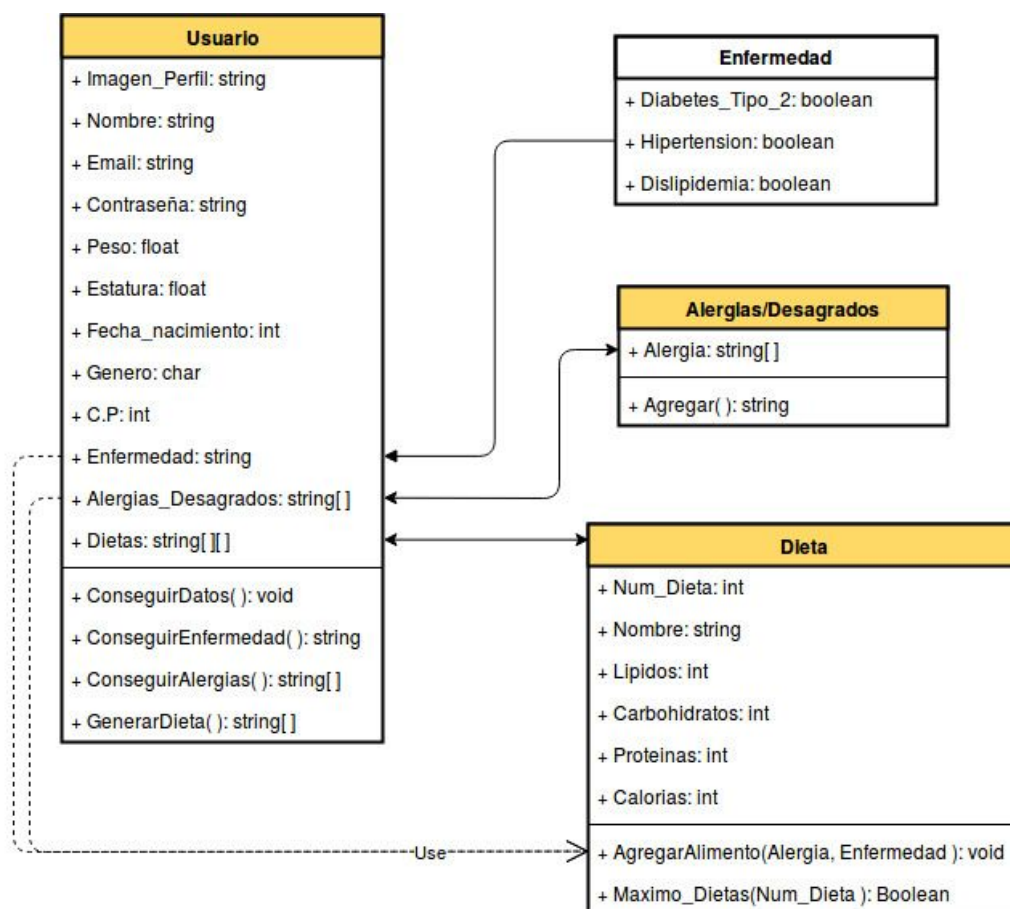 Usuario
+ Imagen_Perfil: string
+ Nombre: string
+ Email: string
+ Contraseña: string
+ Peso: float
+ Estatura: float
+ Fecha_nacimiento: int
+ Genero: char
+ C.P: int
+ Enfermedad: string
+ Alergias_Desagrados: string[ ]
+ Dietas: string[ ][ ]
+ ConseguirDatos( ): void
+ ConseguirEnfermedad( ): string
+ ConseguirAlergias( ): string[ ]
+ GenerarDieta( ): string[ ]
Enfermedad
+ Diabetes_Tipo_2: boolean
+ Hipertension: boolean
+ Dislipidemia: boolean
Alergias/Desagrados
+ Alergia: string[ ]
+ Agregar( ): string
Dieta
+ Num_Dieta: int
+ Nombre: string
+ Lipidos: int
+ Carbohidratos: int
+ Proteinas: int
+ Calorias: int
+ AgregarAlimento(Alergia, Enfermedad ): void
+ Maximo_Dietas(Num_Dieta ): Boolean
Use